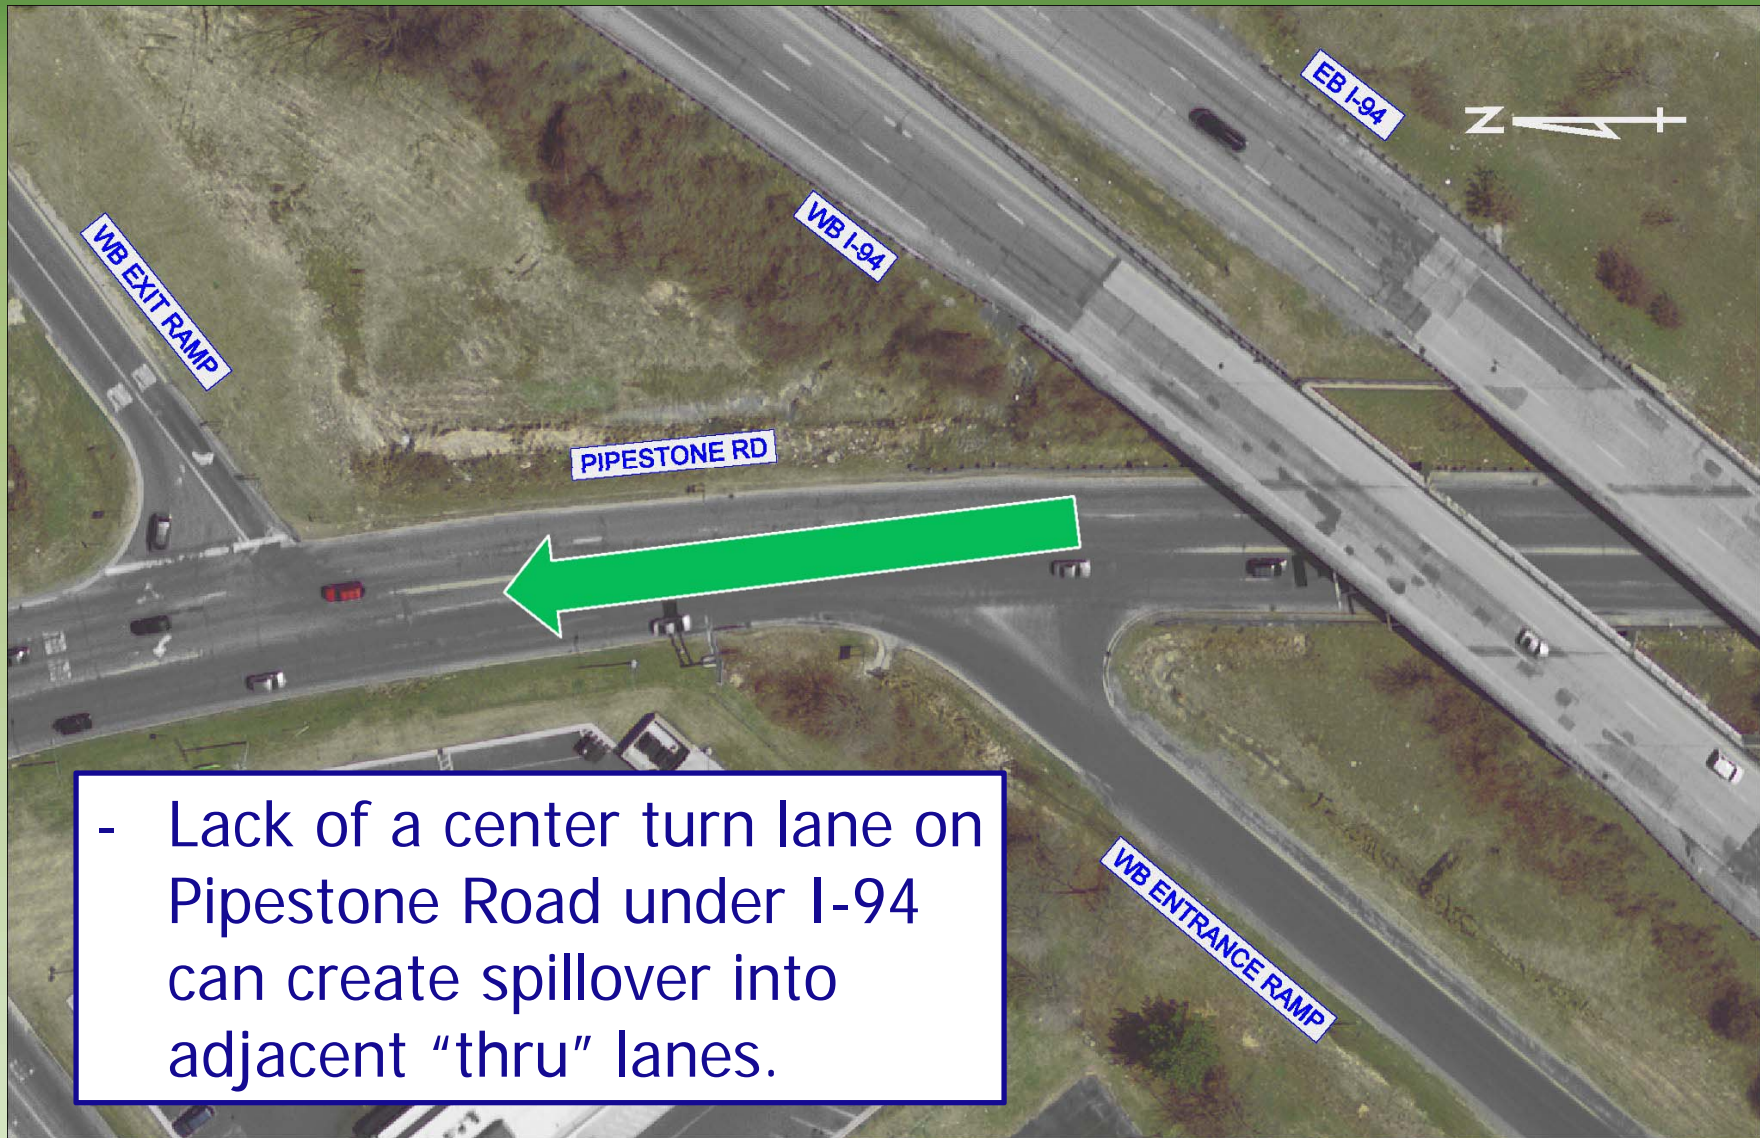 EB I-94
N
WB I-94
WB EXIT RAMP
PIPESTONE RD
- Lack of a center turn lane on
Pipestone Road under I-94
can create spillover into
adjacent “thru” lanes.
WB ENTRANCE RAMP